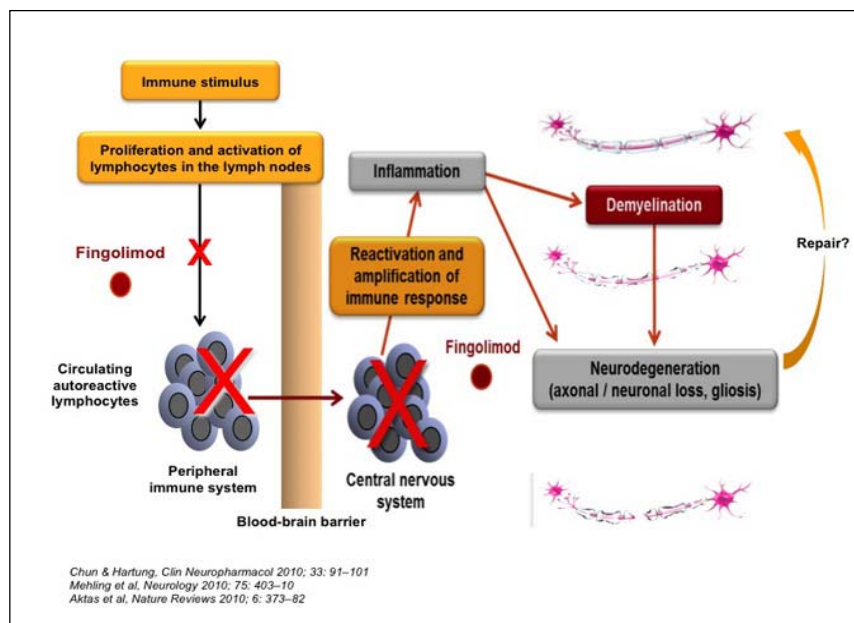 Immune stimulus
Proliferation and activation of
lymphocytes in the lymph nodes
Fingolimod
Circulating
autoreactive
lymphocytes
Peripheral
immune system
Blood-brain barrier
Inflammation
Reactivation and
amplification of
immune response
Fingolimod
Central nervous
system
Demyelination
Neurodegeneration
(axonal / neuronal loss, gliosis)
Repair?
Chun & Hartung, Clin Neuropharmacol 2010; 33: 91–101
Mehling et al, Neurology 2010; 75: 403–10
Aktas et al, Nature Reviews 2010; 6: 373–82